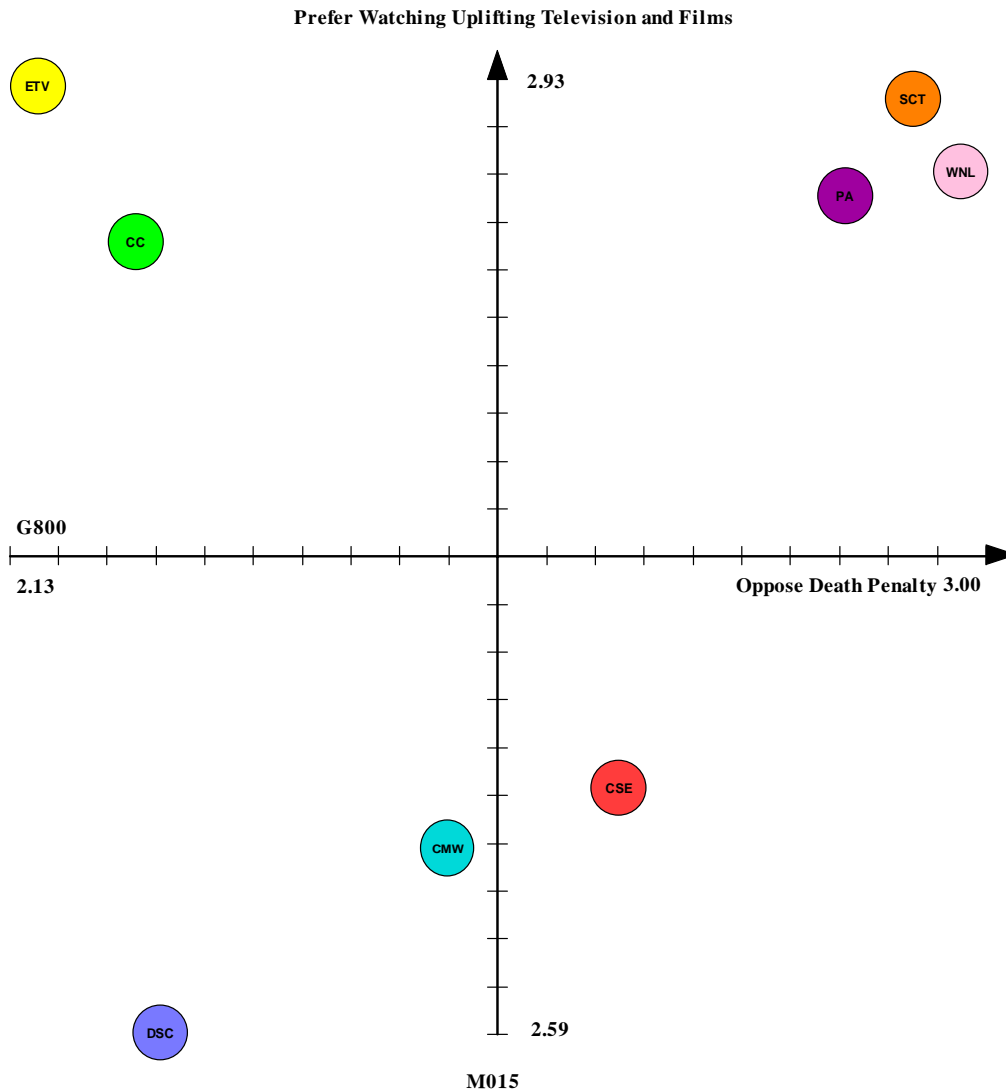 Prefer Watching Uplifting Television and Films
2.93
ETV
SCT
WNL
PA
CC
G800
2.13
Oppose Death Penalty 3.00
CSE
CMW
DSC
2.59
M015